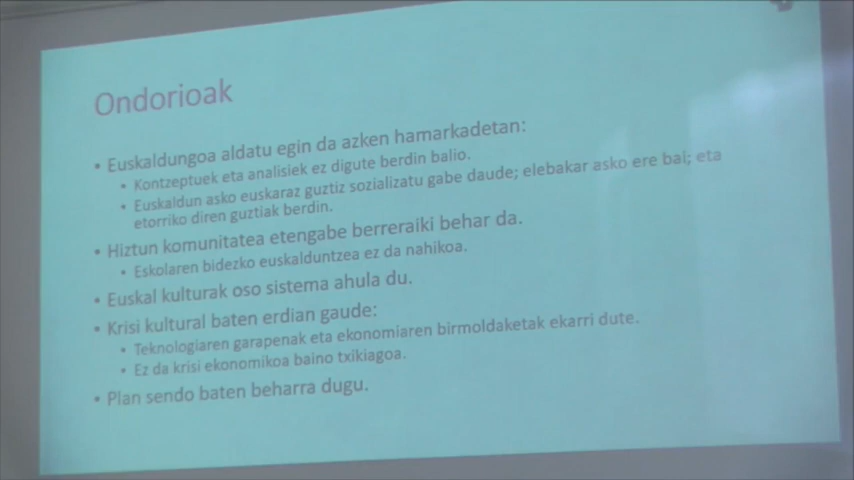 Ondorioak
• Euskaldungoa aldatu egin da azken hamarkadetan:
• Kontzeptuek eta analisiek ez digute berdin balio.
• Euskaldun asko euskaraz guztiz sozializatu gabe daude; elebakar asko ere bai; eta
etorriko diren guztiak berdin.
• Hiztun komunitatea etengabe berreraiki behar da.
• Eskolaren bidezko euskalduntzea ez da nahikoa.
• Euskal kulturak oso sistema ahula du.
• Krisi kultural baten erdian gaude:
• Teknologiaren garapenak eta ekonomiaren birmoldaketak ekarri dute.
• Ez da krisi ekonomikoa baino txikiagoa.
• Plan sendo baten beharra dugu.